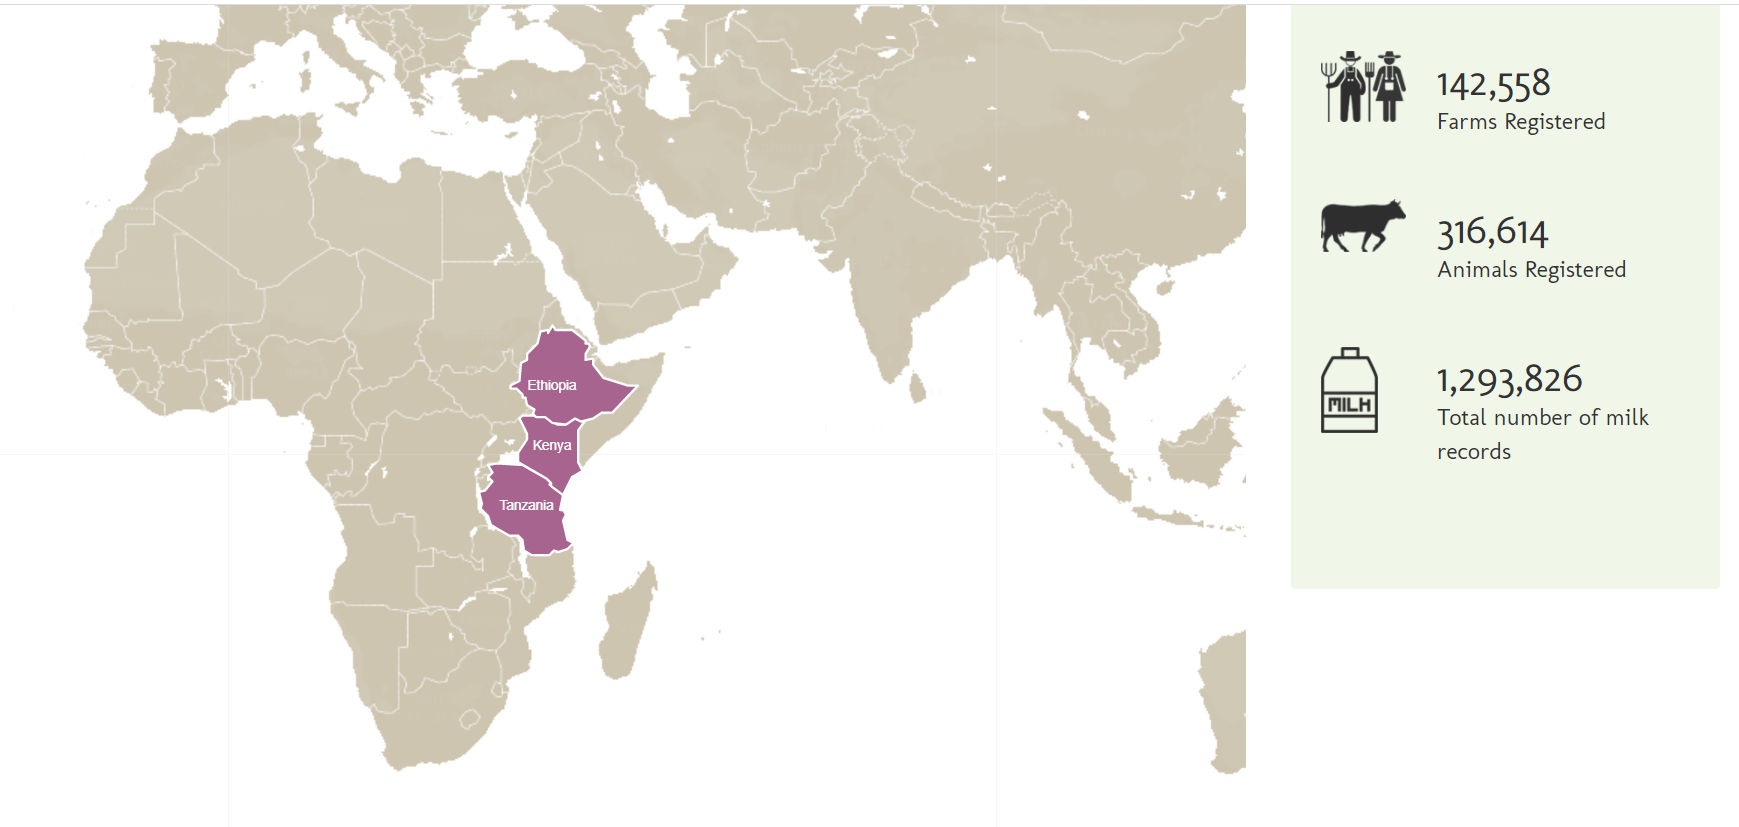 Ethiopia
Kenya
Tanzania
142,558
Farms Registered
316,614
Animals Registered
MILH
1,293,826
Total number of milk
records